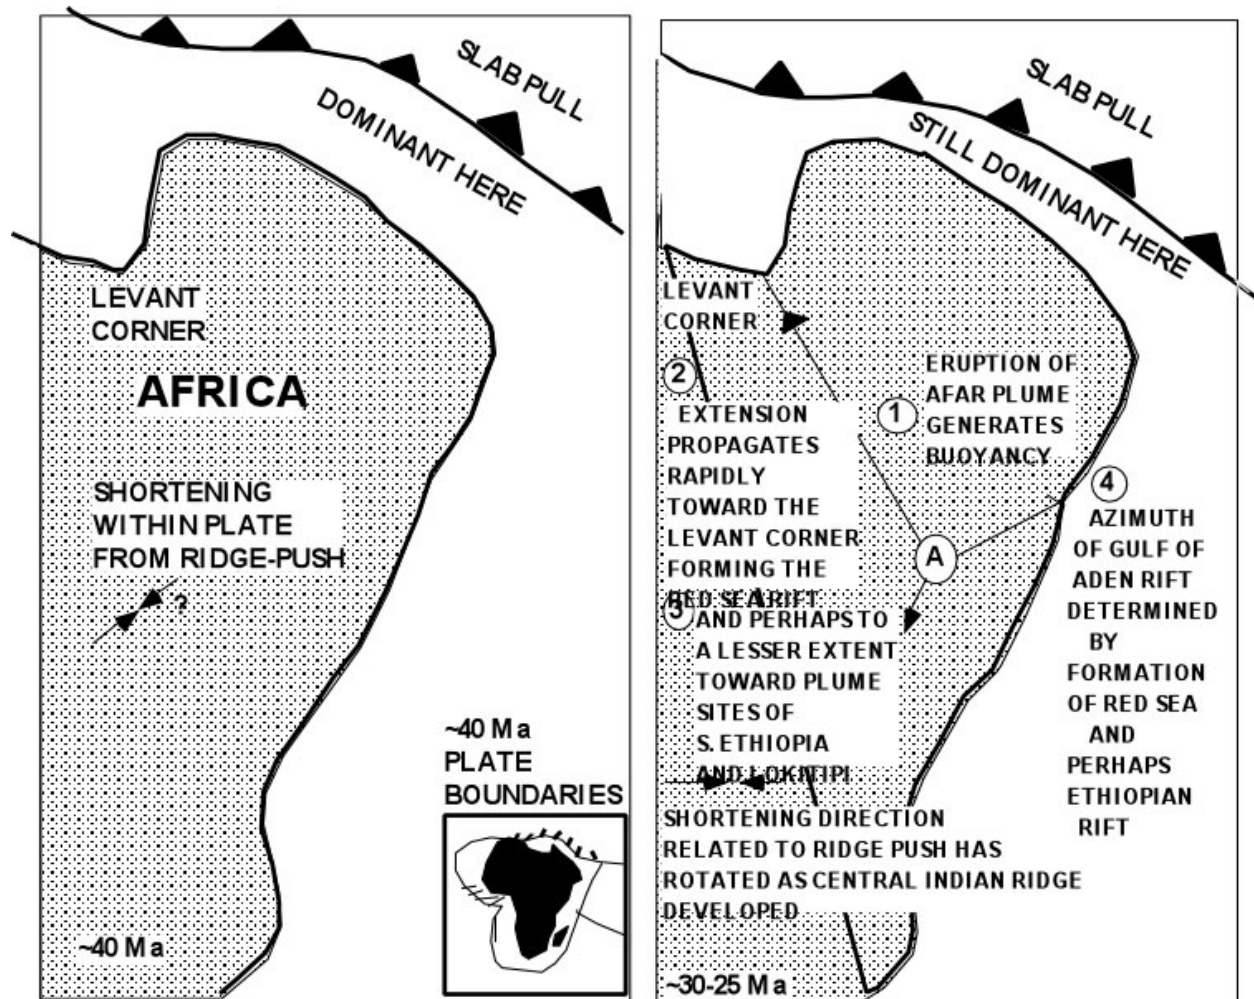 SLAB PULL
DOMINANT HERE
LEVANT
CORNER
AFRICA
SHORTENING
WITHIN PLATE
FROM RIDGE-PUSH
?
~40 Ma
PLATE
BOUNDARIES
~40 Ma
SLAB PULL
STILL DOMINANT HERE
LEVANT
CORNER
1
ERUPTION OF
AFAR PLUME
GENERATES
BUOYANCY
2
EXTENSION
PROPAGATES
RAPIDLY
TOWARD THE
LEVANT CORNER
FORMING THE
RED SEA RIFT
3
AND PERHAPS TO
A LESSER EXTENT
TOWARD PLUME
SITES OF
S. ETHIOPIA
AND LOKITIPI
A
4
AZIMUTH
OF GULF OF
ADEN RIFT
DETERMINED
BY
FORMATION
OF RED SEA
AND
PERHAPS
ETHIOPIAN
RIFT
SHORTENING DIRECTION
RELATED TO RIDGE PUSH HAS
ROTATED AS CENTRAL INDIAN RIDGE
DEVELOPED
~30-25 Ma